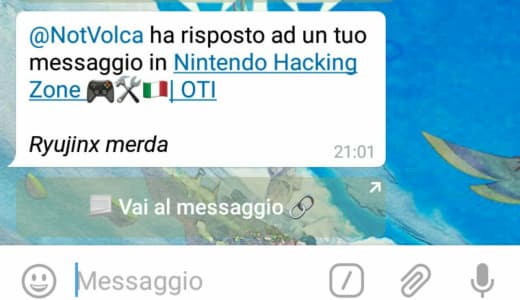 @NotVolca ha risposto ad un tuo
messaggio in Nintendo Hacking
Zone 🎮🛠🇮🇹| OTI
Ryujinx merda
21:01
Vai al messaggio 🔗
Messaggio